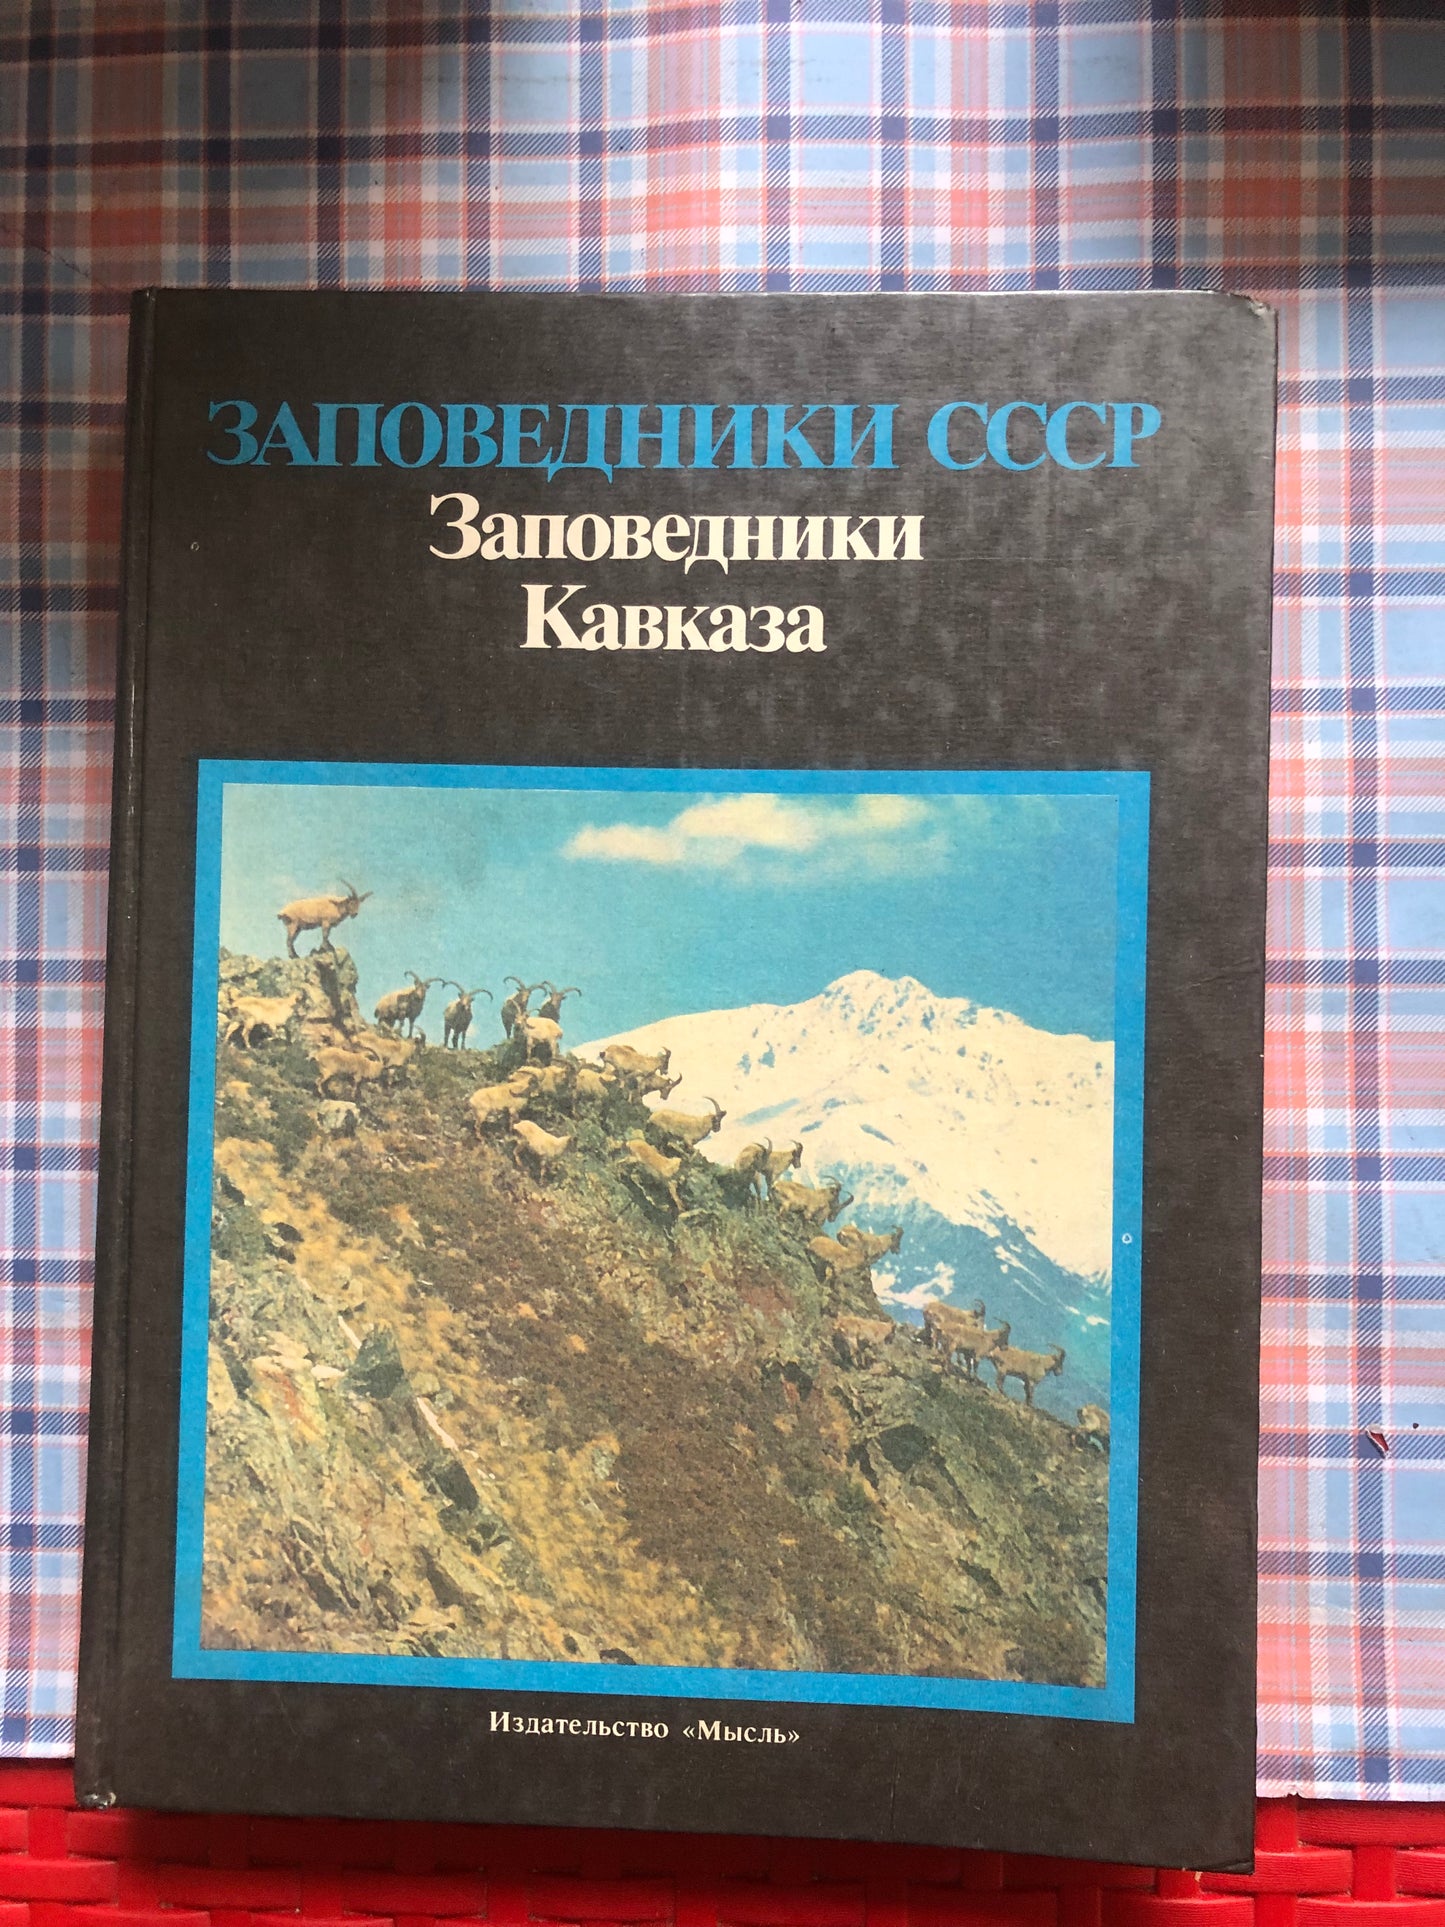 ЗАПОВЕДНИКИ СССР
Заповедники
Кавказа
Издательство «Мысль»